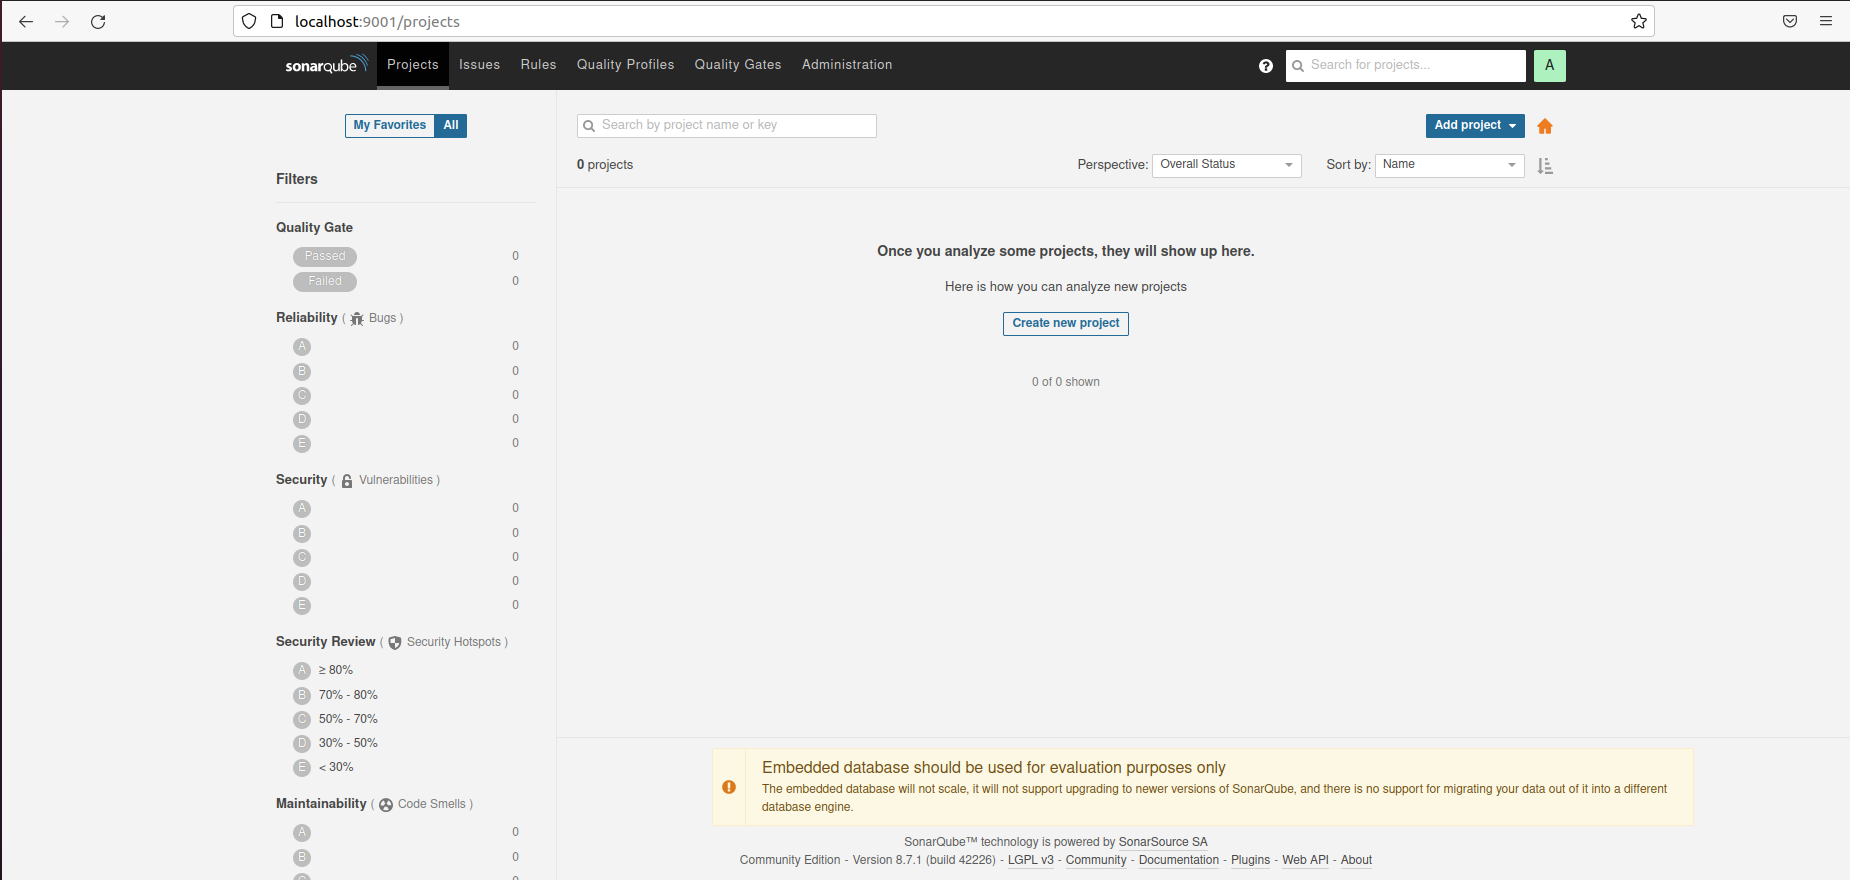 localhost:9001/projects
sonarqube Projects Issues Rules Quality Profiles Quality Gates Administration Search for projects... A
My Favorites All
Search by project name or key
Add project
0 projects
Perspective: Overall Status
Sort by: Name
Filters
Quality Gate
Passed 0
Failed 0
Reliability ( Bugs )
A 0
B 0
C 0
D 0
E 0
Security ( Vulnerabilities )
A 0
B 0
C 0
D 0
E 0
Security Review ( Security Hotspots )
A ≥ 80%
B 70% - 80%
C 50% - 70%
D 30% - 50%
E < 30%
Maintainability ( Code Smells )
A 0
B 0
Once you analyze some projects, they will show up here.
Here is how you can analyze new projects
Create new project
0 of 0 shown
Embedded database should be used for evaluation purposes only
The embedded database will not scale, it will not support upgrading to newer versions of SonarQube, and there is no support for migrating your data out of it into a different
database engine.
SonarQube™ technology is powered by SonarSource SA
Community Edition - Version 8.7.1 (build 42226) - LGPL v3 - Community - Documentation - Plugins - Web API - About